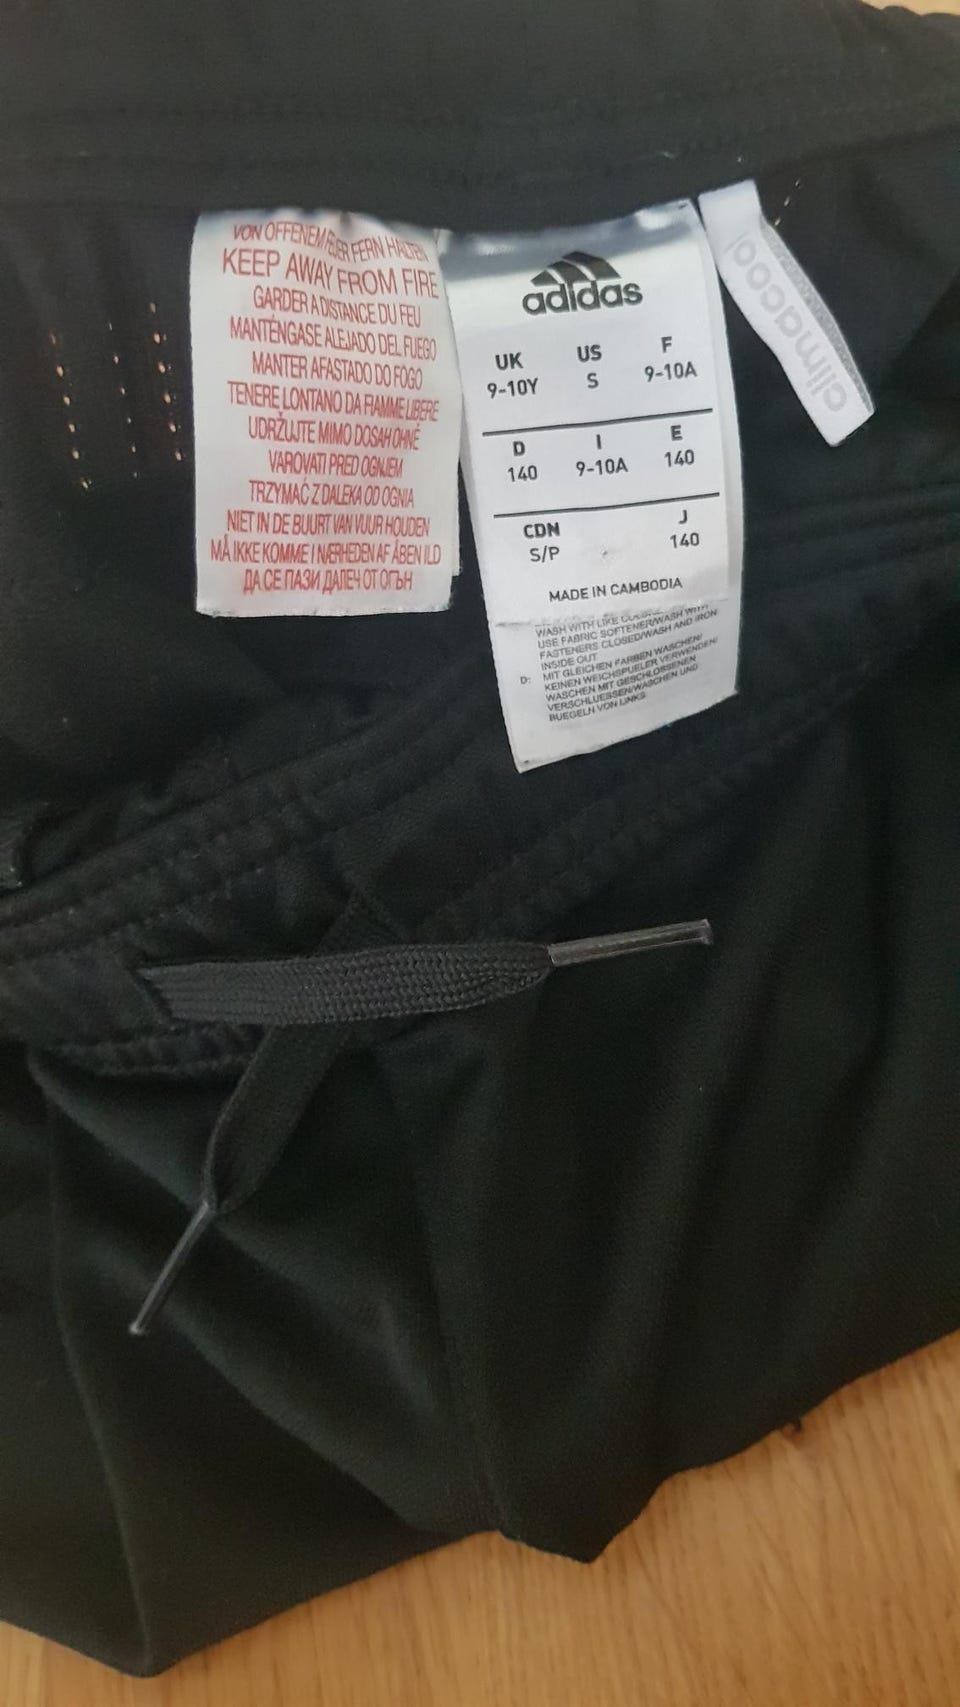 VON OFFENEM FEUER FERN HALTEN
KEEP AWAY FROM FIRE
GARDER A DISTANCE DU FEU
MANTÉNGASE ALEJADO DEL FUEGO
MANTER AFASTADO DO FOGO
TENERE LONTANO DA FIAMME LIBERE
UDRŽUJTE MIMO DOSAH OHNĚ
VAROVATI PRED OGNJEM
TRZYMAĆ Z DALEKA OD OGNIA
NIET IN DE BUURT VAN VUUR HOUDEN
MÅ IKKE KOMME I NÆRHEDEN AF ÅBEN ILD
ДА СЕ ПАЗИ ДАЛЕЧ ОТ ОГЪН
adidas
UK US F
9-10Y S 9-10A
D I E
140 9-10A 140
CDN J
S/P 140
MADE IN CAMBODIA
WASH WITH LIKE
USE FABRIC SOFTENER/WASH WITH
FASTENERS CLOSED/WASH AND IRON
INSIDE OUT
D: MIT GLEICHEN FARBEN WASCHEN/
KEINEN WEICHSPUELER VERWENDEN/
WASCHEN MIT GESCHLOSSENEN
VERSCHLUESSEN/WASCHEN UND
BUEGELN VON LINKS
climacool